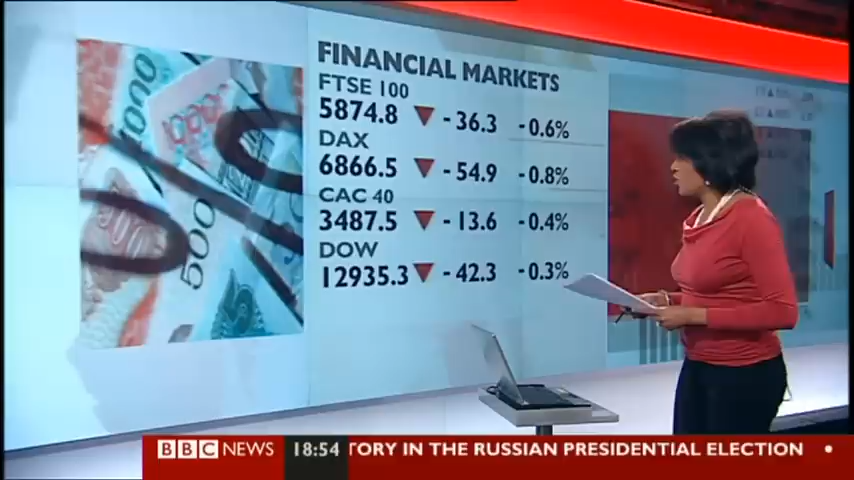 FINANCIAL MARKETS
FTSE 100
5874.8 ▼ -36.3 -0.6%
DAX
6866.5 ▼ -54.9 -0.8%
CAC 40
3487.5 ▼ -13.6 -0.4%
DOW
12935.3 ▼ -42.3 -0.3%
1000
500
BBC NEWS 18:54 TORY IN THE RUSSIAN PRESIDENTIAL ELECTION •